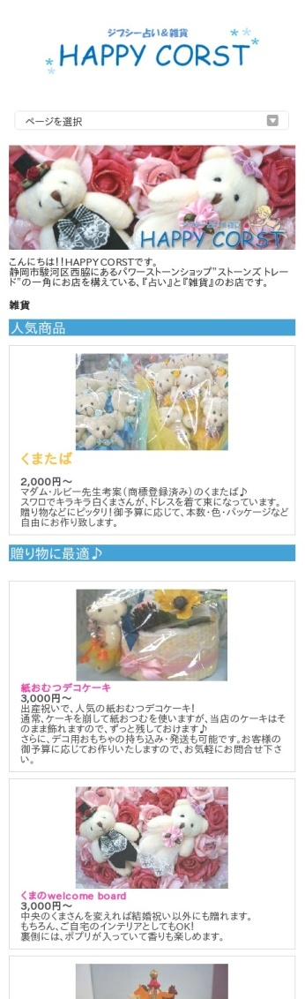 ジプシー占い&雑貨
HAPPY CORST
ページを選択
ジプシー占い&雑貨
HAPPY CORST
こんにちは！！HAPPY CORSTです。
静岡市駿河区西脇にあるパワーストーンショップ"ストーンズ トレー
ド"の一角にお店を構えている、『占い』と『雑貨』のお店です。
雑貨
人気商品
くまたば
2,000円～
マダム・ルビー先生考案（商標登録済み）のくまたば♪
スワロでキラキラ白くまさんが、ドレスを着て束になっています。
贈り物などにピッタリ！御予算に応じて、本数・色・パッケージなど
自由にお作り致します。
贈り物に最適♪
紙おむつデコケーキ
3,000円～
出産祝いで、人気の紙おむつデコケーキ！
通常、ケーキを崩して紙おつむを使いますが、当店のケーキはそ
のまま飾れますので、ずっと残しておけます♪
さらに、デコ用おもちゃの持ち込み・発送も可能です。お客様の
御予算に応じてお作りいたしますので、お気軽にお問合せ下さ
い。
くまのwelcome board
3,000円～
中央のくまさんを変えれば結婚祝い以外にも贈れます。
もちろん、ご自宅のインテリアとしてもOK！
裏側には、ポプリが入っていて香りも楽しめます。